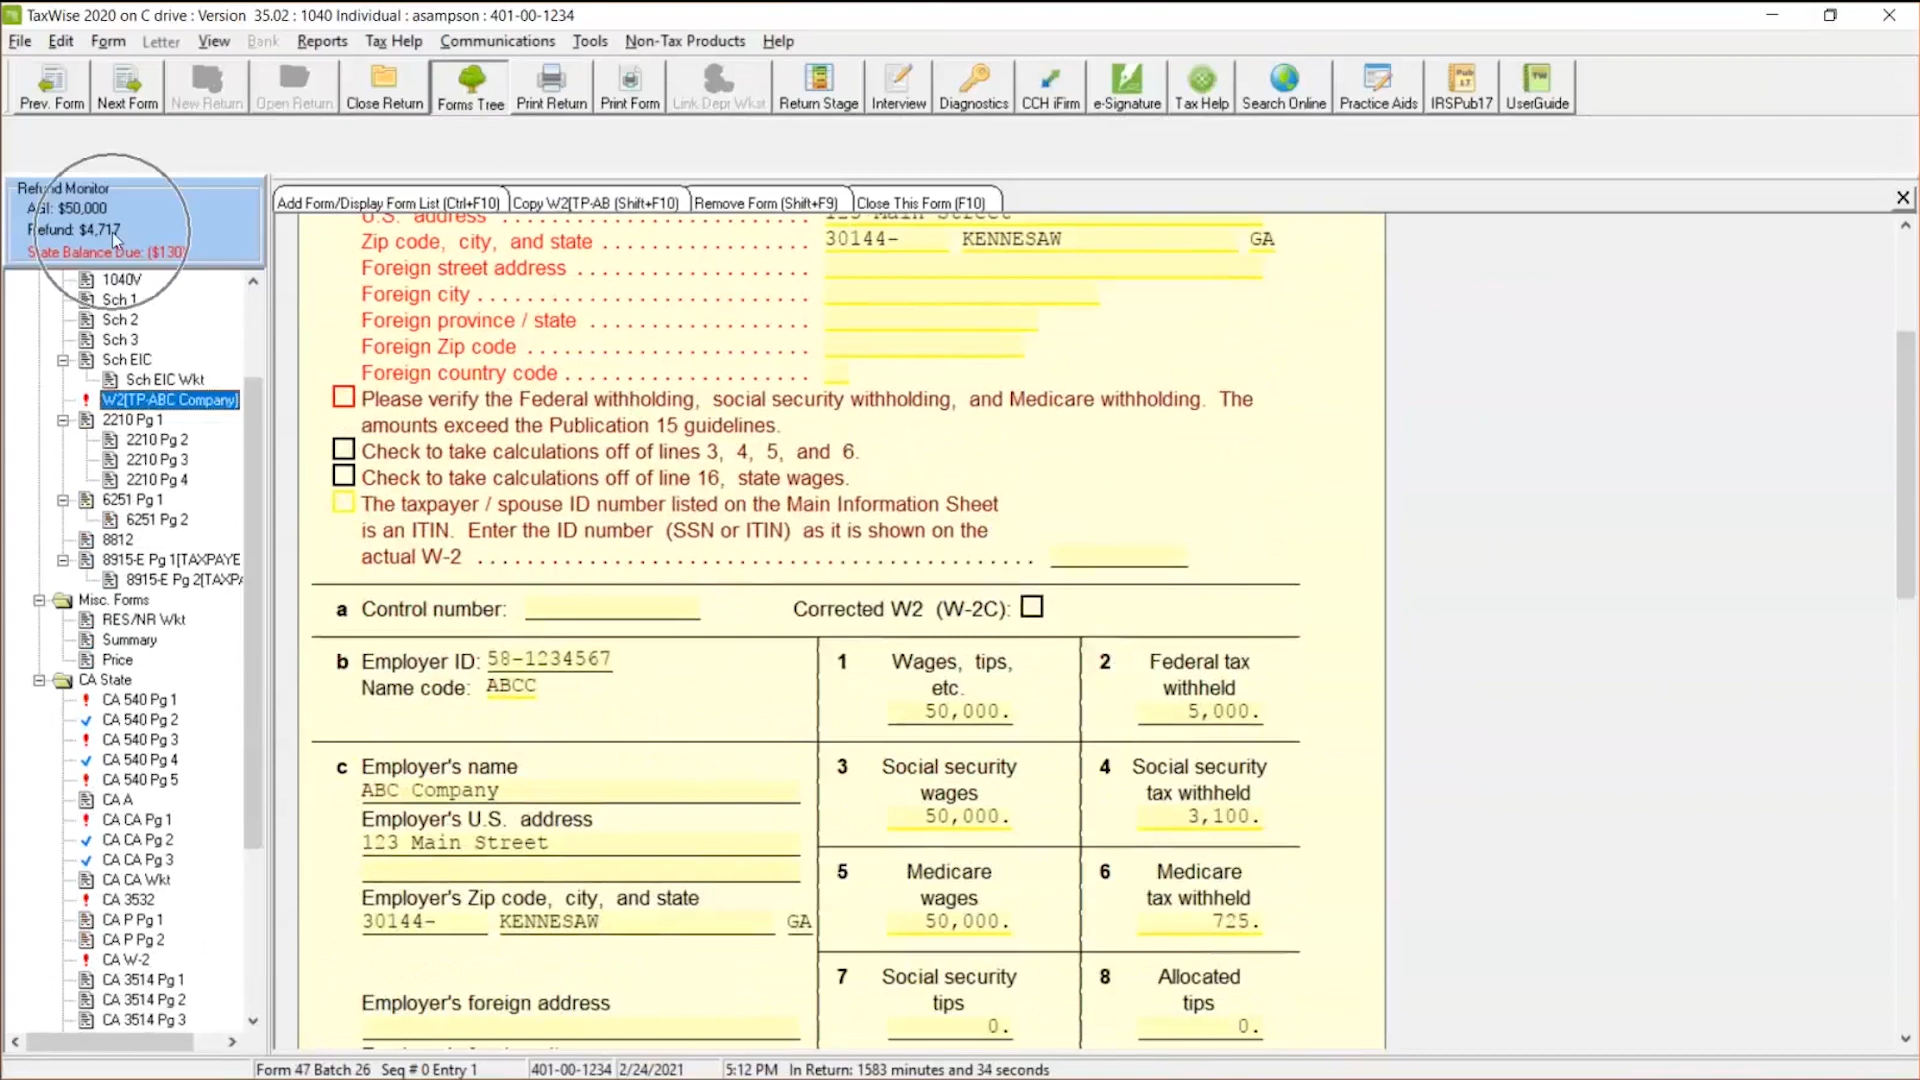 TaxWise 2020 on C drive : Version 35.02 : 1040 Individual : asampson : 401-00-1234
File Edit Form Letter View Bank Reports Tax Help Communications Tools Non-Tax Products Help
Prev. Form Next Form New Return Open Return Close Return Forms Tree Print Return Print Form Link Dept Wkst Return Stage Interview Diagnostics CCH iFirm e-Signature Tax Help Search Online Practice Aids IRSPub17 UserGuide
Refund Monitor
AGI: $50,000
Refund: $4,717
State Balance Due: ($130)
1040V
Sch 1
Sch 2
Sch 3
Sch EIC
Sch EIC Wkt
W2[TP-ABC Company]
2210 Pg 1
2210 Pg 2
2210 Pg 3
2210 Pg 4
6251 Pg 1
6251 Pg 2
8812
8915-E Pg 1[TAXPAYE
8915-E Pg 2[TAXPA
Misc. Forms
RES/NR Wkt
Summary
Price
CA State
CA 540 Pg 1
CA 540 Pg 2
CA 540 Pg 3
CA 540 Pg 4
CA 540 Pg 5
CA A
CA CA Pg 1
CA CA Pg 2
CA CA Pg 3
CA CA Wkt
CA 3532
CA P Pg 1
CA P Pg 2
CA W-2
CA 3514 Pg 1
CA 3514 Pg 2
CA 3514 Pg 3
Add Form/Display Form List (Ctrl+F10) Copy W2[TP-AB (Shift+F10) Remove Form (Shift+F9) Close This Form (F10)
U.S. address 123 Main Street
Zip code, city, and state 30144- KENNESAW GA
Foreign street address
Foreign city
Foreign province / state
Foreign Zip code
Foreign country code
Please verify the Federal withholding, social security withholding, and Medicare withholding. The
amounts exceed the Publication 15 guidelines.
Check to take calculations off of lines 3, 4, 5, and 6.
Check to take calculations off of line 16, state wages.
The taxpayer / spouse ID number listed on the Main Information Sheet
is an ITIN. Enter the ID number (SSN or ITIN) as it is shown on the
actual W-2
a Control number: Corrected W2 (W-2C):
b Employer ID: 58-1234567
Name code: ABCC
1 Wages, tips,
etc.
50,000.
2 Federal tax
withheld
5,000.
c Employer's name
ABC Company
Employer's U.S. address
123 Main Street
Employer's Zip code, city, and state
30144- KENNESAW GA
Employer's foreign address
3 Social security
wages
50,000.
4 Social security
tax withheld
3,100.
5 Medicare
wages
50,000.
6 Medicare
tax withheld
725.
7 Social security
tips
0.
8 Allocated
tips
0.
Form 47 Batch 26 Seq # 0 Entry 1 401-00-1234 2/24/2021 5:12 PM In Return: 1583 minutes and 34 seconds